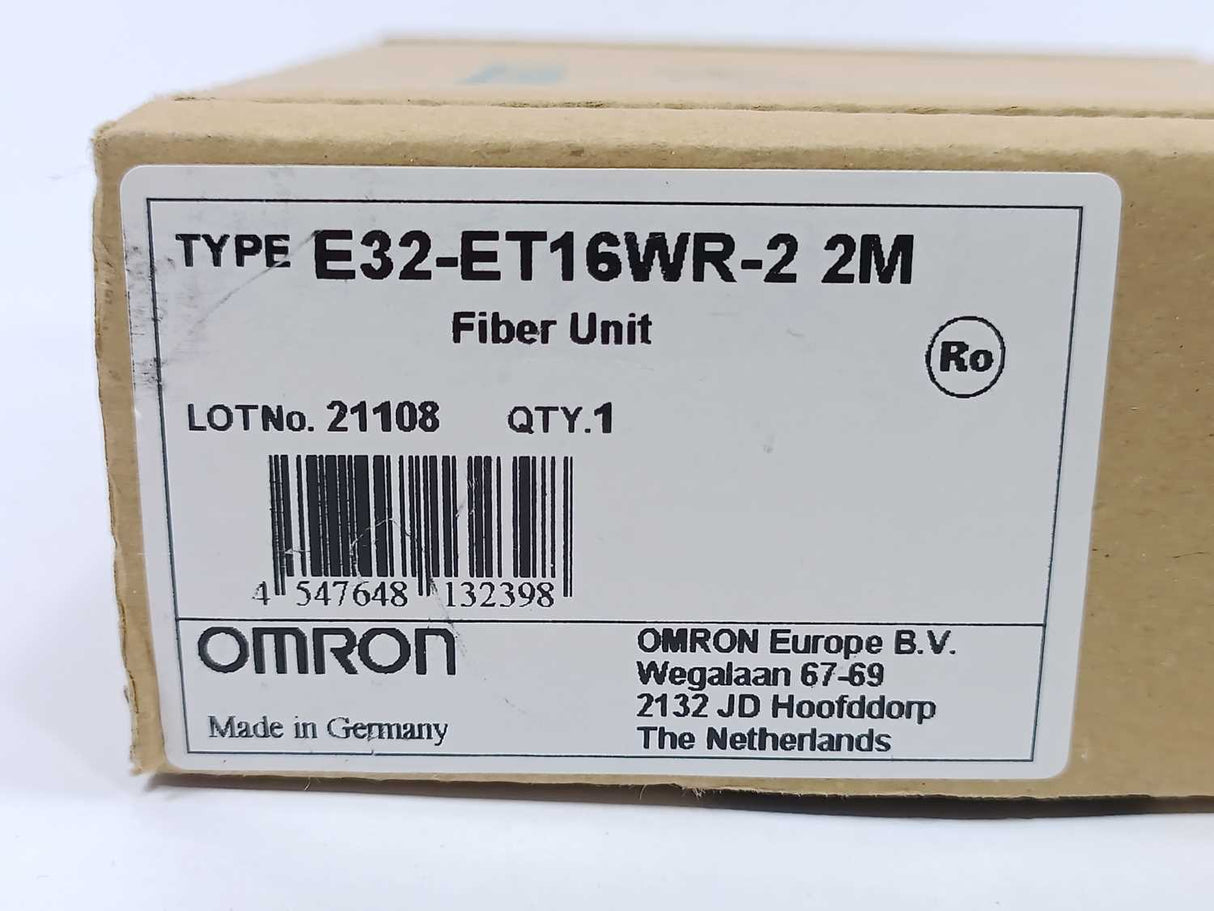 TYPE E32-ET16WR-2 2M
Fiber Unit
Ro
LOTNo. 21108 QTY.1
4 547648 132398
OMRON
Made in Germany
OMRON Europe B.V.
Wegalaan 67-69
2132 JD Hoofddorp
The Netherlands